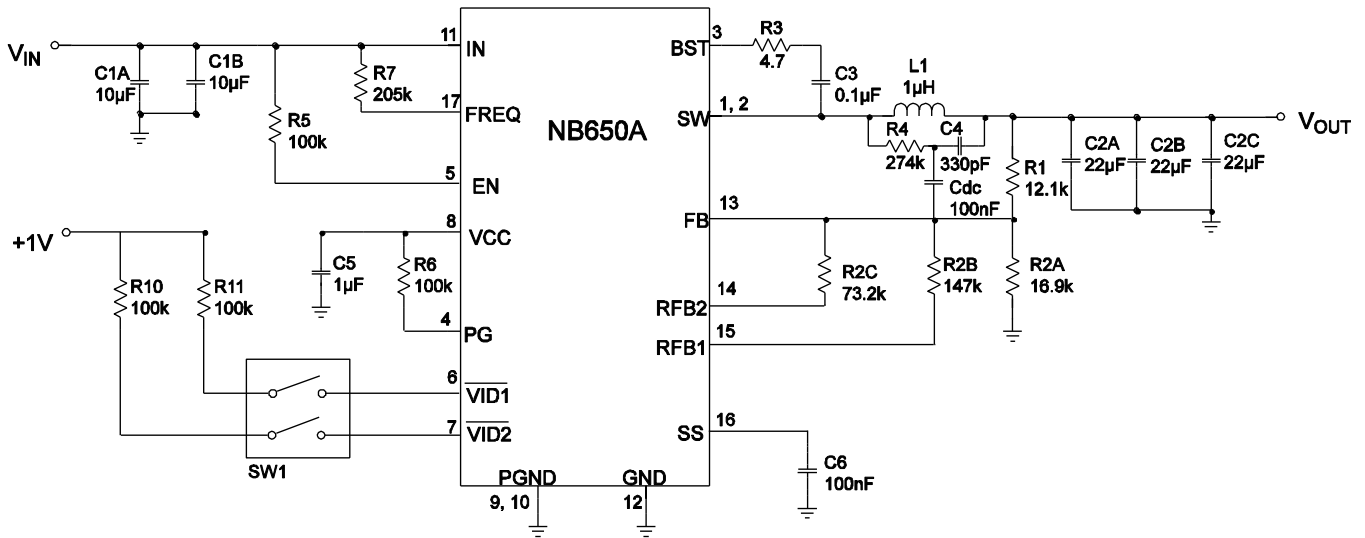 VIN
C1A
10µF
C1B
10µF
R5
100k
R7
205k
+1V
R10
100k
R11
100k
C5
1µF
R6
100k
SW1
11
IN
17
FREQ
5
EN
8
VCC
4
PG
6
VID1
7
VID2
NB650A
PGND
9, 10
GND
12
BST
3
SW
1, 2
FB
13
RFB2
14
RFB1
15
SS
16
R3
4.7
C3
0.1µF
L1
1µH
R4
274k
C4
330pF
Cdc
100nF
R1
12.1k
C2A
22µF
C2B
22µF
C2C
22µF
VOUT
R2C
73.2k
R2B
147k
R2A
16.9k
C6
100nF